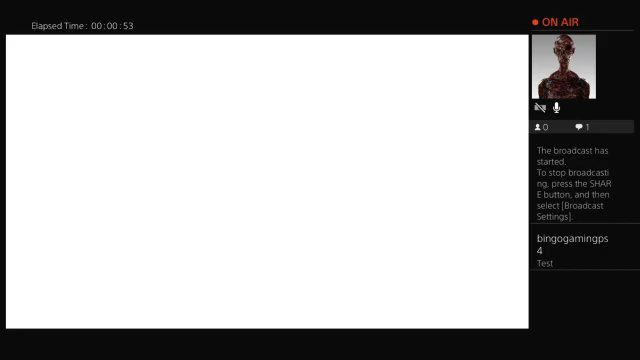 Elapsed Time : 00:00:53
ON AIR
0
1
The broadcast has
started.
To stop broadcasti
ng, press the SHAR
E button, and then
select [Broadcast
Settings].
bingogamingps
4
Test